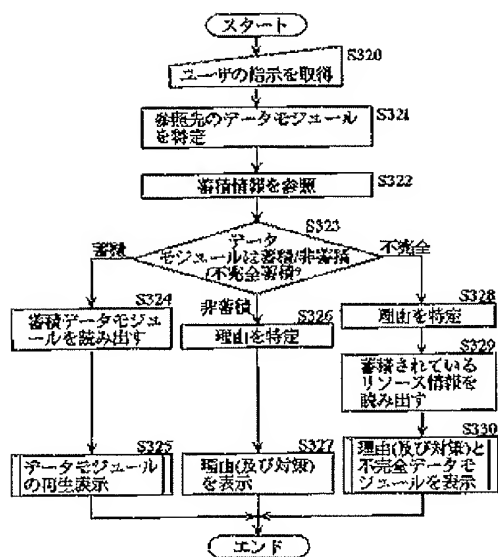 スタート
S320
ユーザの指示を取得
S321
参照先のデータモジュール
を特定
S322
蓄積情報を参照
S323
データ
モジュールは蓄積/非蓄積
/不完全蓄積?
蓄積
非蓄積
不完全
S324
蓄積データモジュ
ールを読み出す
S326
理由を特定
S328
理由を特定
S329
蓄積されている
リソース情報を
読み出す
S325
データモジュール
の再生表示
S327
理由(及び対策)
を表示
S330
理由(及び対策)と
不完全データモ
ジュールを表示
エンド